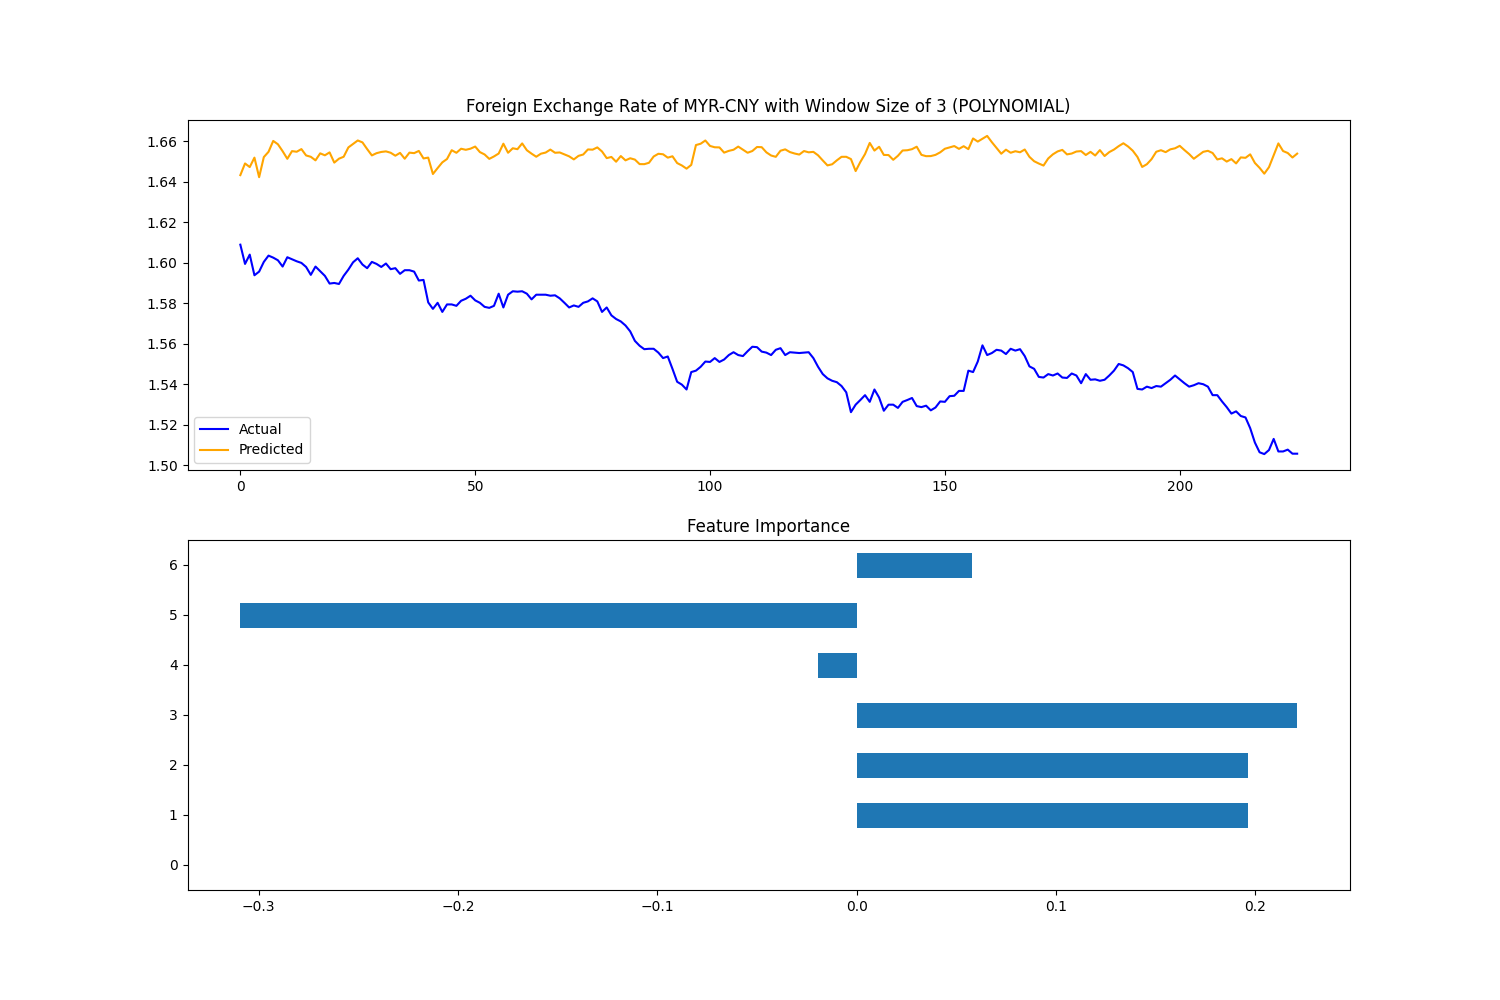 Foreign Exchange Rate of MYR-CNY with Window Size of 3 (POLYNOMIAL)
1.66
1.64
1.62
1.60
1.58
1.56
1.54
1.52
1.50
Actual
Predicted
0 50 100 150 200
Feature Importance
6
5
4
3
2
1
0
−0.3 −0.2 −0.1 0.0 0.1 0.2